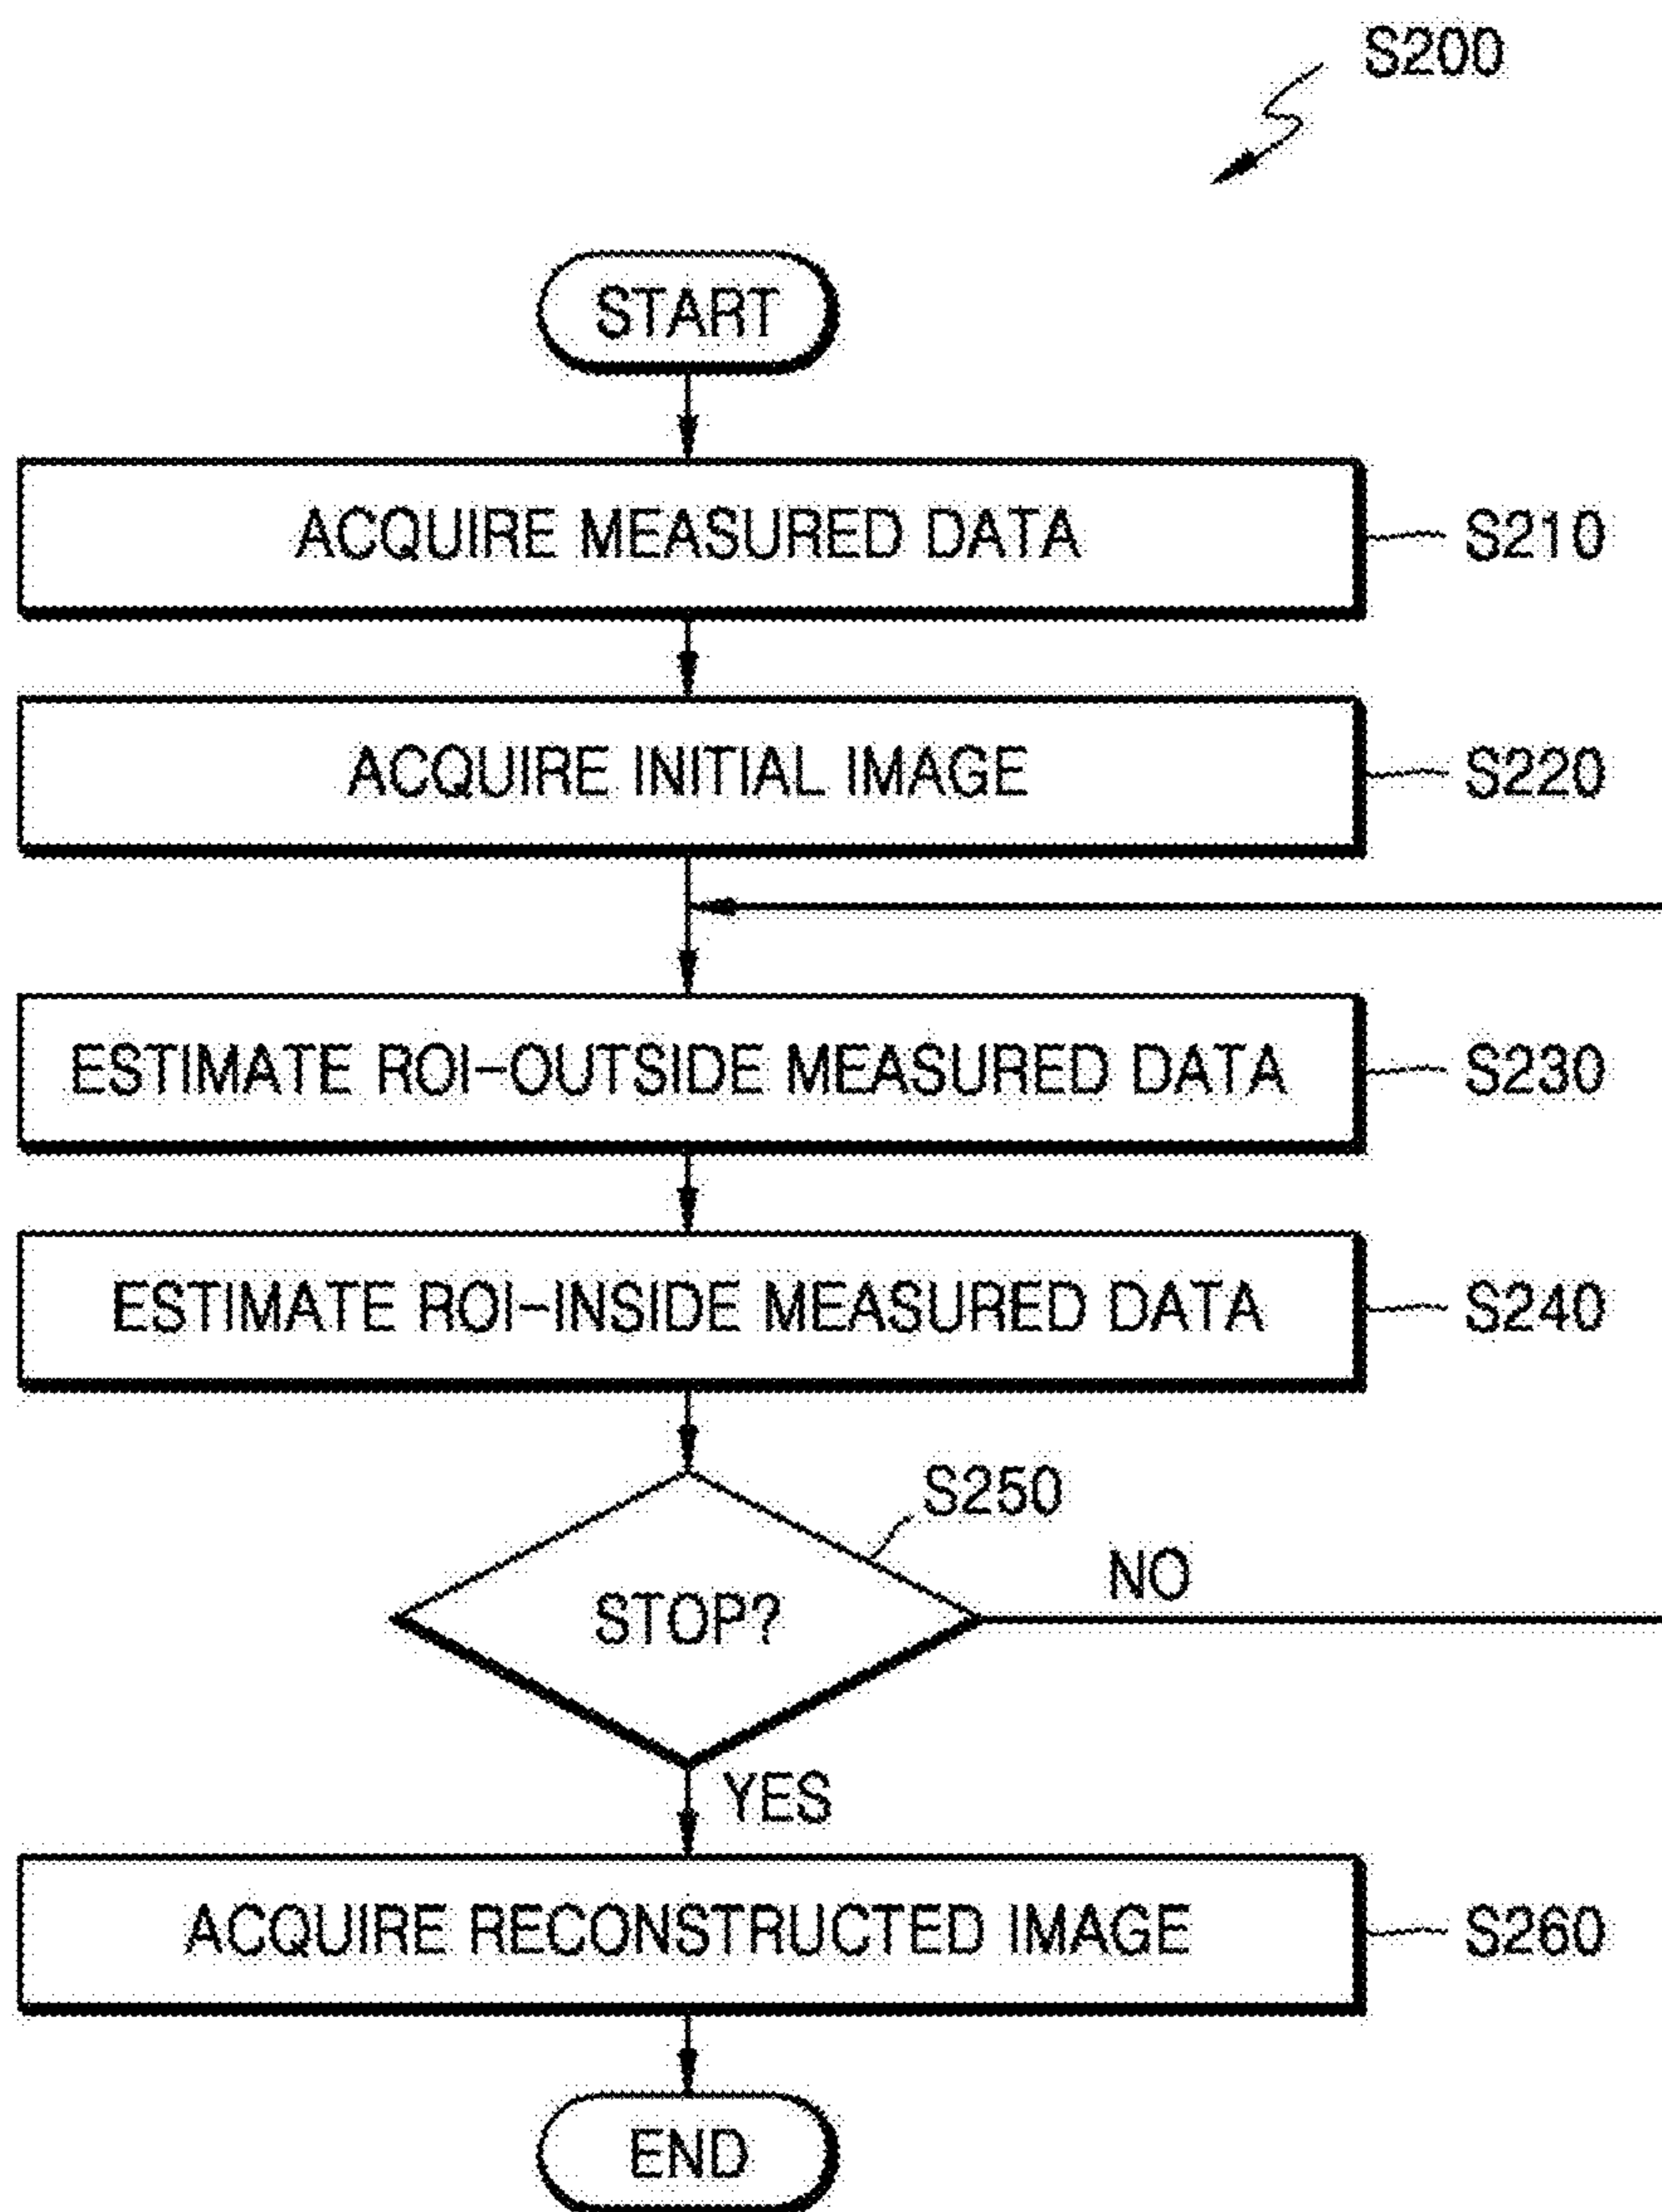 S200
START
ACQUIRE MEASURED DATA
S210
ACQUIRE INITIAL IMAGE
S220
ESTIMATE ROI-OUTSIDE MEASURED DATA
S230
ESTIMATE ROI-INSIDE MEASURED DATA
S240
S250
STOP?
NO
YES
ACQUIRE RECONSTRUCTED IMAGE
S260
END